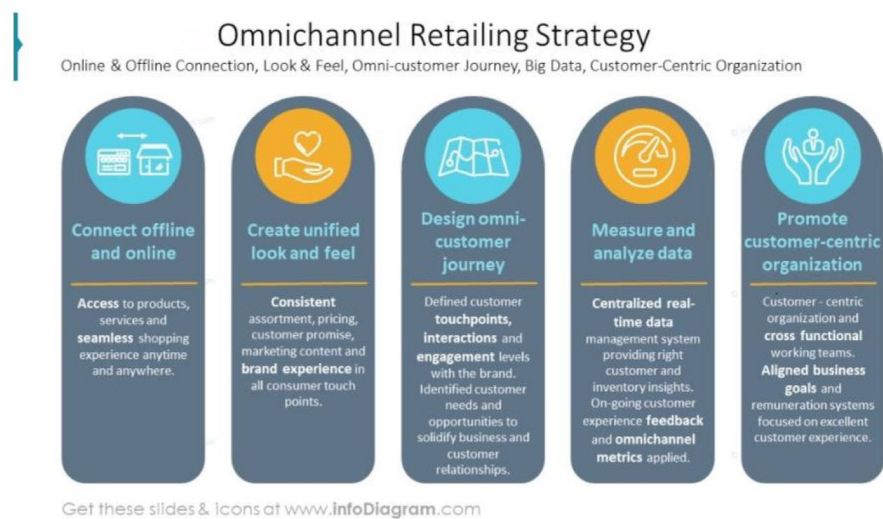 Omnichannel Retailing Strategy
Online & Offline Connection, Look & Feel, Omni-customer Journey, Big Data, Customer-Centric Organization
Connect offline
and online
Access to products,
services and
seamless shopping
experience anytime
and anywhere.
Create unified
look and feel
Consistent
assortment, pricing,
customer promise,
marketing content and
brand experience in
all consumer touch
points.
Design omni-
customer
journey
Defined customer
touchpoints,
interactions and
engagement levels
with the brand.
Identified customer
needs and
opportunities to
solidify business and
customer
relationships.
Measure and
analyze data
Centralized real-
time data
management system
providing right
customer and
inventory insights.
On-going customer
experience feedback
and omnichannel
metrics applied.
Promote
customer-centric
organization
Customer - centric
organization and
cross functional
working teams.
Aligned business
goals and
remuneration systems
focused on excellent
customer experience.
Get these slides & icons at www.infoDiagram.com